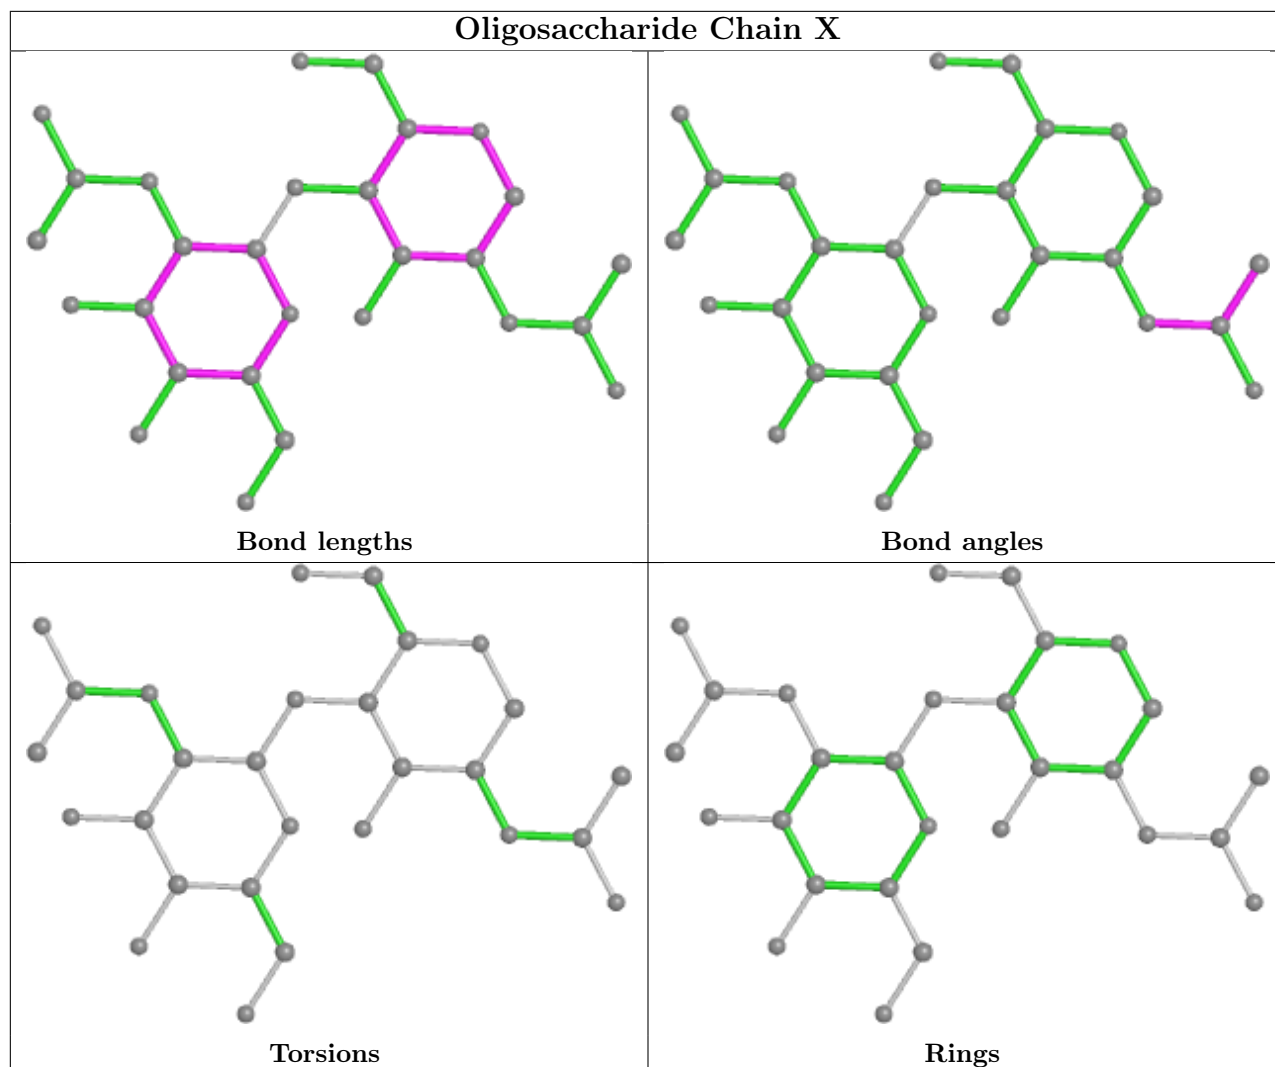 Oligosaccharide Chain X
Bond lengths
Bond angles
Torsions
Rings